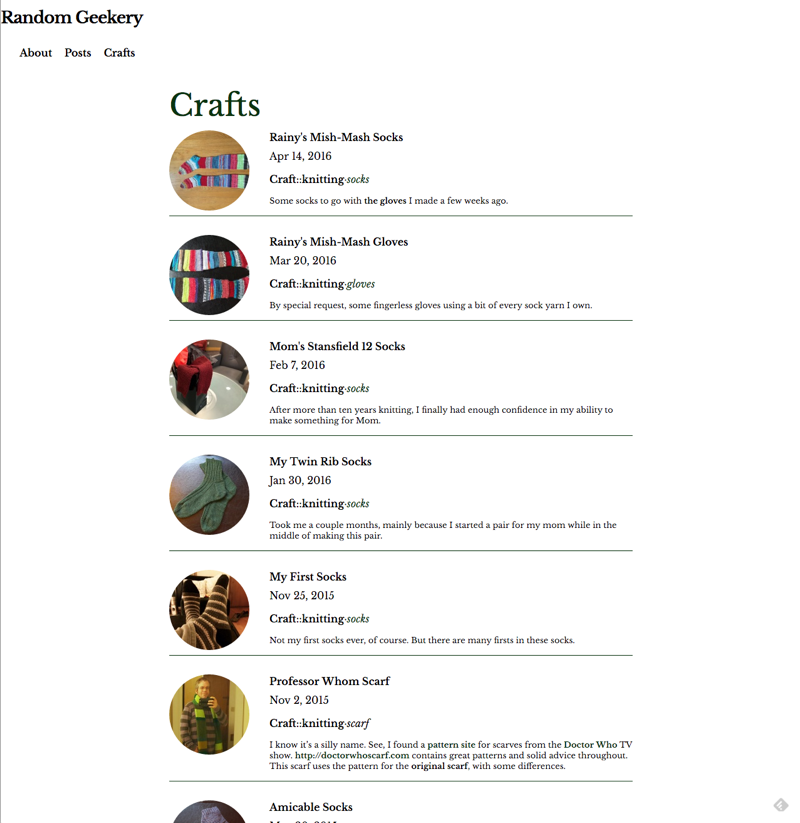 Random Geekery
About Posts Crafts
Crafts
Rainy's Mish-Mash Socks
Apr 14, 2016
Craft::knitting·socks
Some socks to go with the gloves I made a few weeks ago.
Rainy's Mish-Mash Gloves
Mar 20, 2016
Craft::knitting·gloves
By special request, some fingerless gloves using a bit of every sock yarn I own.
Mom's Stansfield 12 Socks
Feb 7, 2016
Craft::knitting·socks
After more than ten years knitting, I finally had enough confidence in my ability to
make something for Mom.
My Twin Rib Socks
Jan 30, 2016
Craft::knitting·socks
Took me a couple months, mainly because I started a pair for my mom while in the
middle of making this pair.
My First Socks
Nov 25, 2015
Craft::knitting·socks
Not my first socks ever, of course. But there are many firsts in these socks.
Professor Whom Scarf
Nov 2, 2015
Craft::knitting·scarf
I know it's a silly name. See, I found a pattern site for scarves from the Doctor Who TV
show. http://doctorwhoscarf.com contains great patterns and solid advice throughout.
This scarf uses the pattern for the original scarf, with some differences.
Amicable Socks